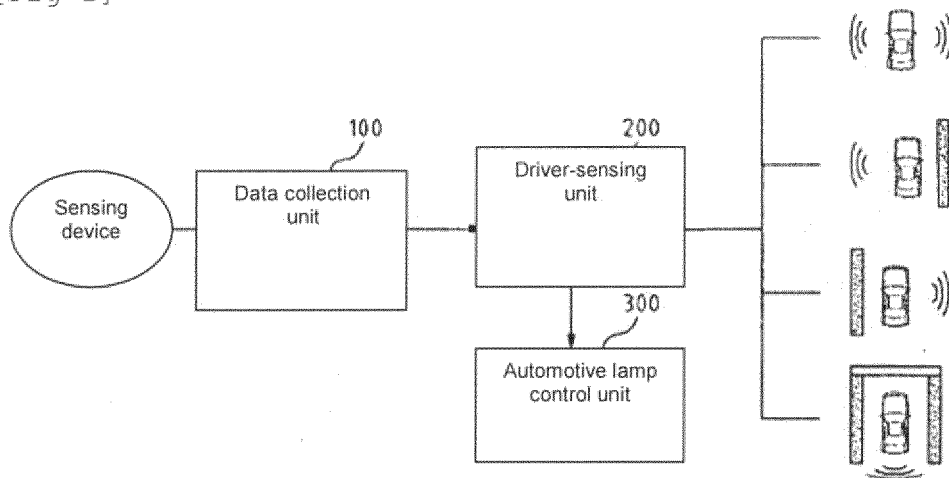 100
200
Sensing
device
Data collection
unit
Driver-sensing
unit
300
Automotive lamp
control unit